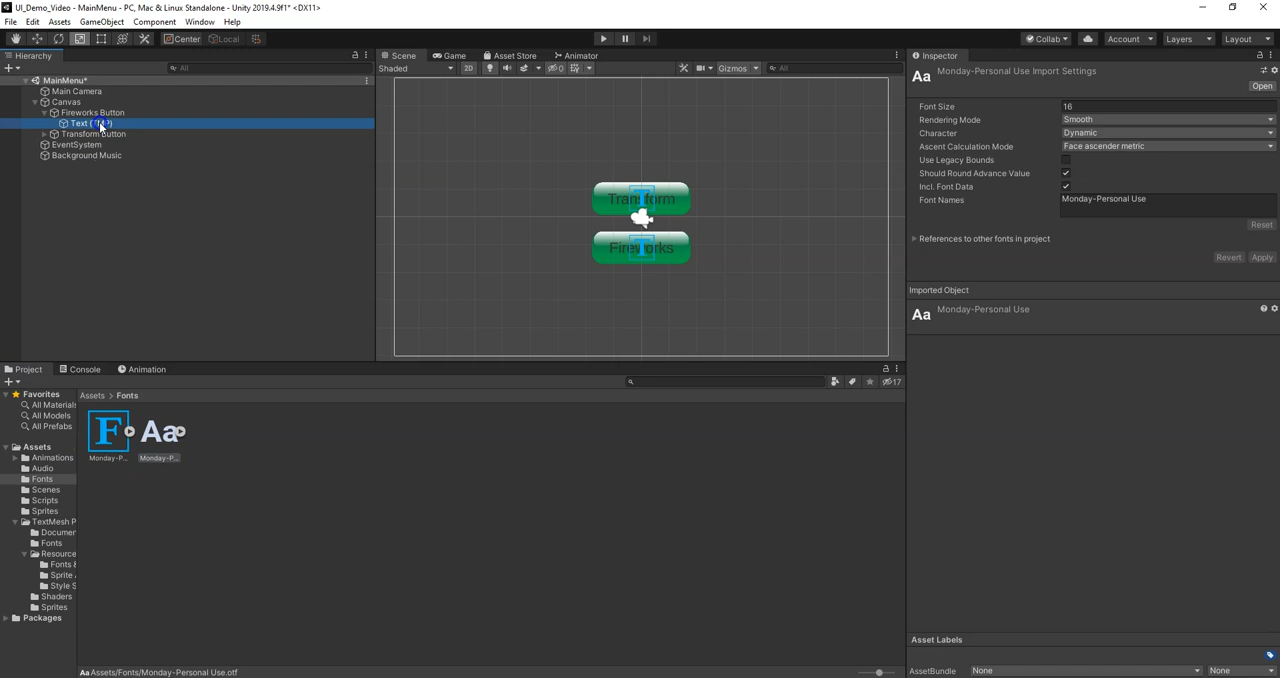 UI_Demo_Video - MainMenu - PC, Mac & Linux Standalone - Unity 2019.4.9f1* <DX11>
File Edit Assets GameObject Component Window Help
Center Local Collab Account Layers Layout
Hierarchy Scene Game Asset Store Animator Inspector
All Shaded 2D 0 Gizmos All
MainMenu*
Main Camera
Canvas
Fireworks Button
Text
Transform Button
EventSystem
Background Music
Transform
Fireworks
Aa Monday-Personal Use Import Settings
Open
Font Size 16
Rendering Mode Smooth
Character Dynamic
Ascent Calculation Mode Face ascender metric
Use Legacy Bounds
Should Round Advance Value
Incl. Font Data
Font Names Monday-Personal Use
Reset
References to other fonts in project
Revert Apply
Imported Object
Aa Monday-Personal Use
Project Console Animation
17
Favorites
All Materials
All Models
All Prefabs
Assets
Animations
Audio
Fonts
Scenes
Scripts
Sprites
TextMesh P
Documen
Fonts
Resource
Fonts &
Sprite
Style S
Shaders
Sprites
Packages
Assets > Fonts
F Aa
Monday-P... Monday-P...
Aa Assets/Fonts/Monday-Personal Use.otf
Asset Labels
AssetBundle None None